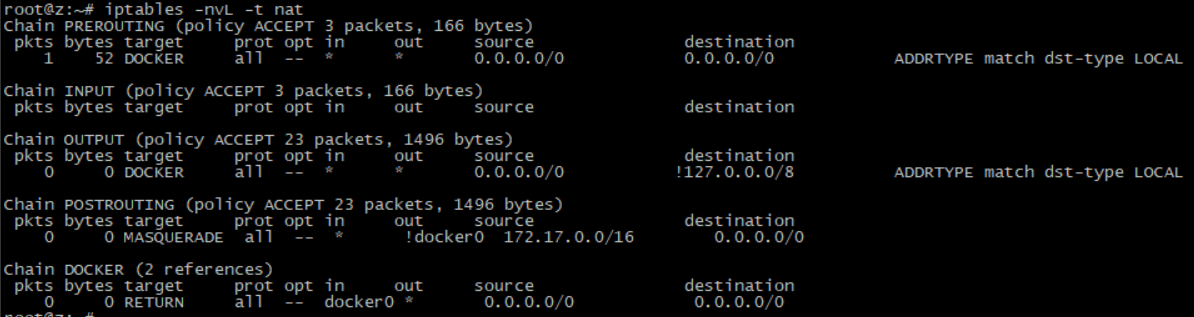 root@z:~# iptables -nvL -t nat
Chain PREROUTING (policy ACCEPT 3 packets, 166 bytes)
 pkts bytes target     prot opt in     out     source               destination
    1    52 DOCKER     all  --  *      *       0.0.0.0/0            0.0.0.0/0            ADDRTYPE match dst-type LOCAL
Chain INPUT (policy ACCEPT 3 packets, 166 bytes)
 pkts bytes target     prot opt in     out     source               destination
Chain OUTPUT (policy ACCEPT 23 packets, 1496 bytes)
 pkts bytes target     prot opt in     out     source               destination
    0     0 DOCKER     all  --  *      *       0.0.0.0/0           !127.0.0.0/8          ADDRTYPE match dst-type LOCAL
Chain POSTROUTING (policy ACCEPT 23 packets, 1496 bytes)
 pkts bytes target     prot opt in     out     source               destination
    0     0 MASQUERADE  all  --  *      !docker0  172.17.0.0/16        0.0.0.0/0
Chain DOCKER (2 references)
 pkts bytes target     prot opt in     out     source               destination
    0     0 RETURN     all  --  docker0 *       0.0.0.0/0            0.0.0.0/0
root@z:~#